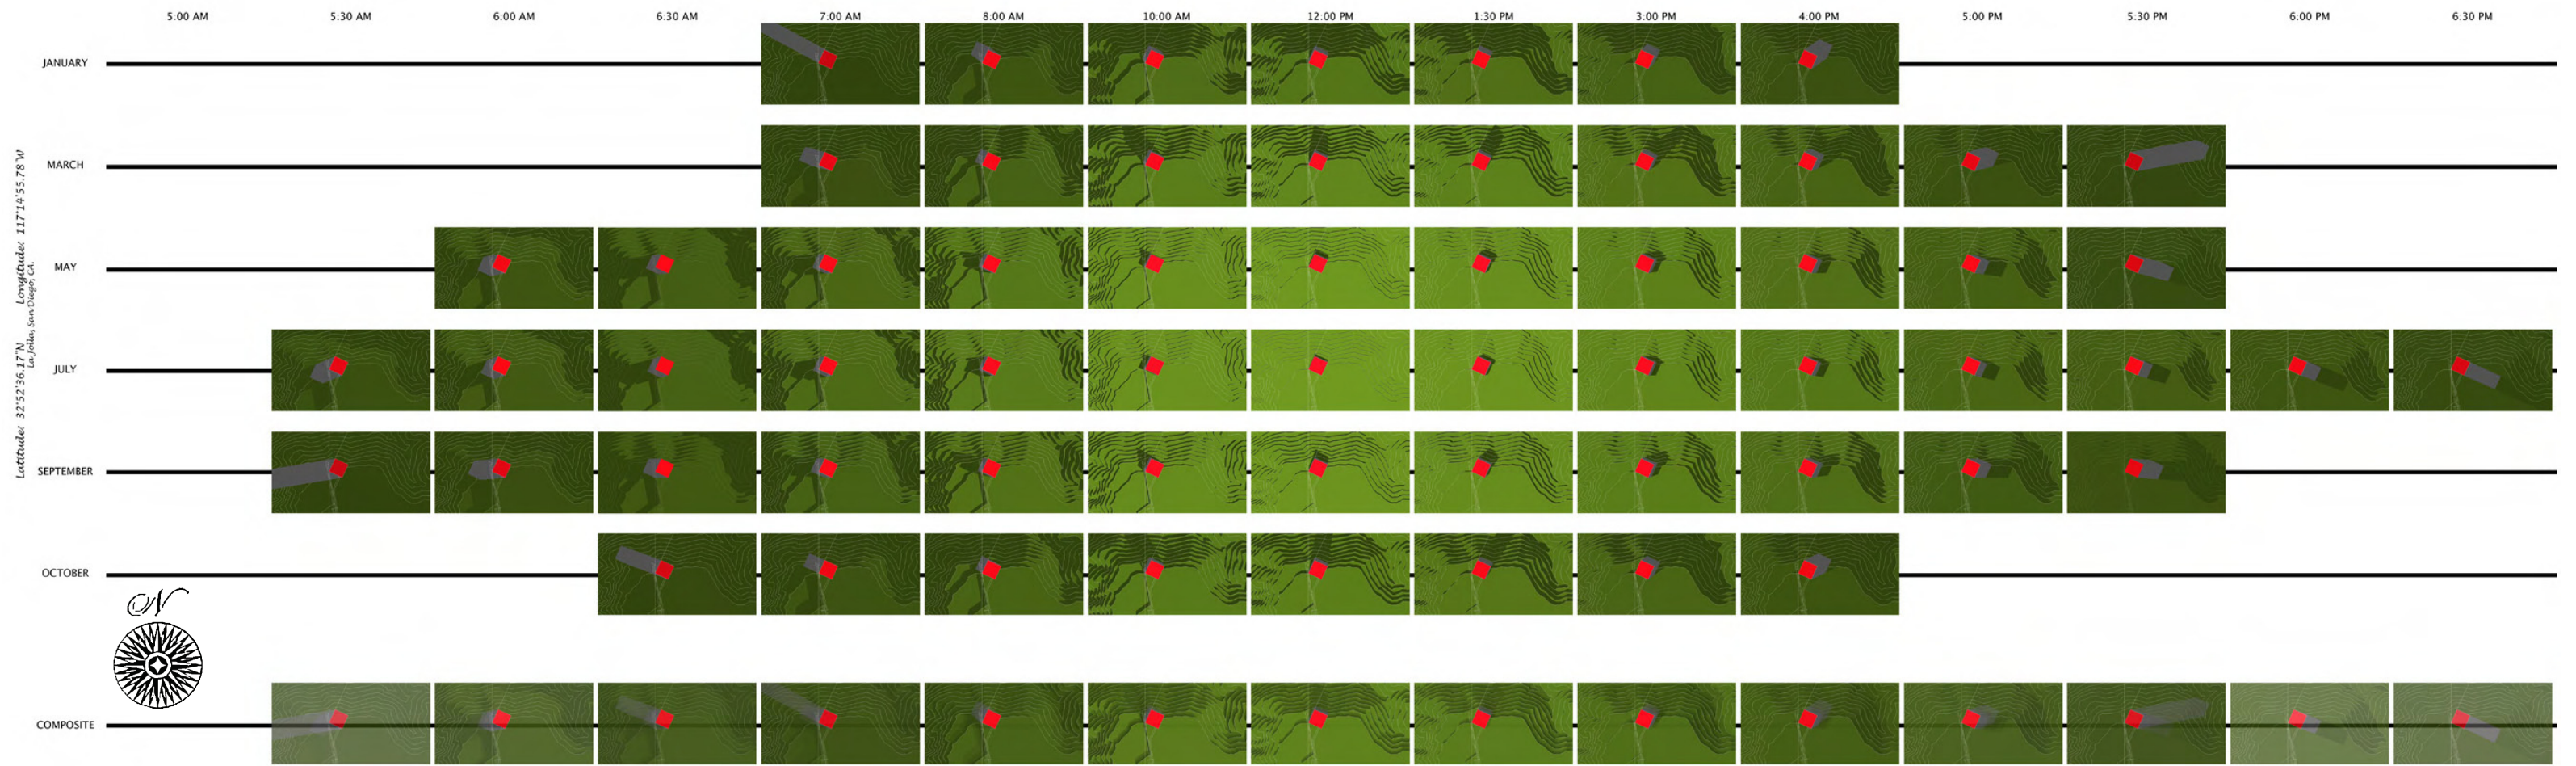 5:00 AM 5:30 AM 6:00 AM 6:30 AM 7:00 AM 8:00 AM 10:00 AM 12:00 PM 1:30 PM 3:00 PM 4:00 PM 5:00 PM 5:30 PM 6:00 PM 6:30 PM
JANUARY
MARCH
MAY
JULY
SEPTEMBER
OCTOBER
COMPOSITE
Latitude: 32°52'36.17"N Longitude: 117°14'55.78"W
La Jolla, San Diego, CA.
N